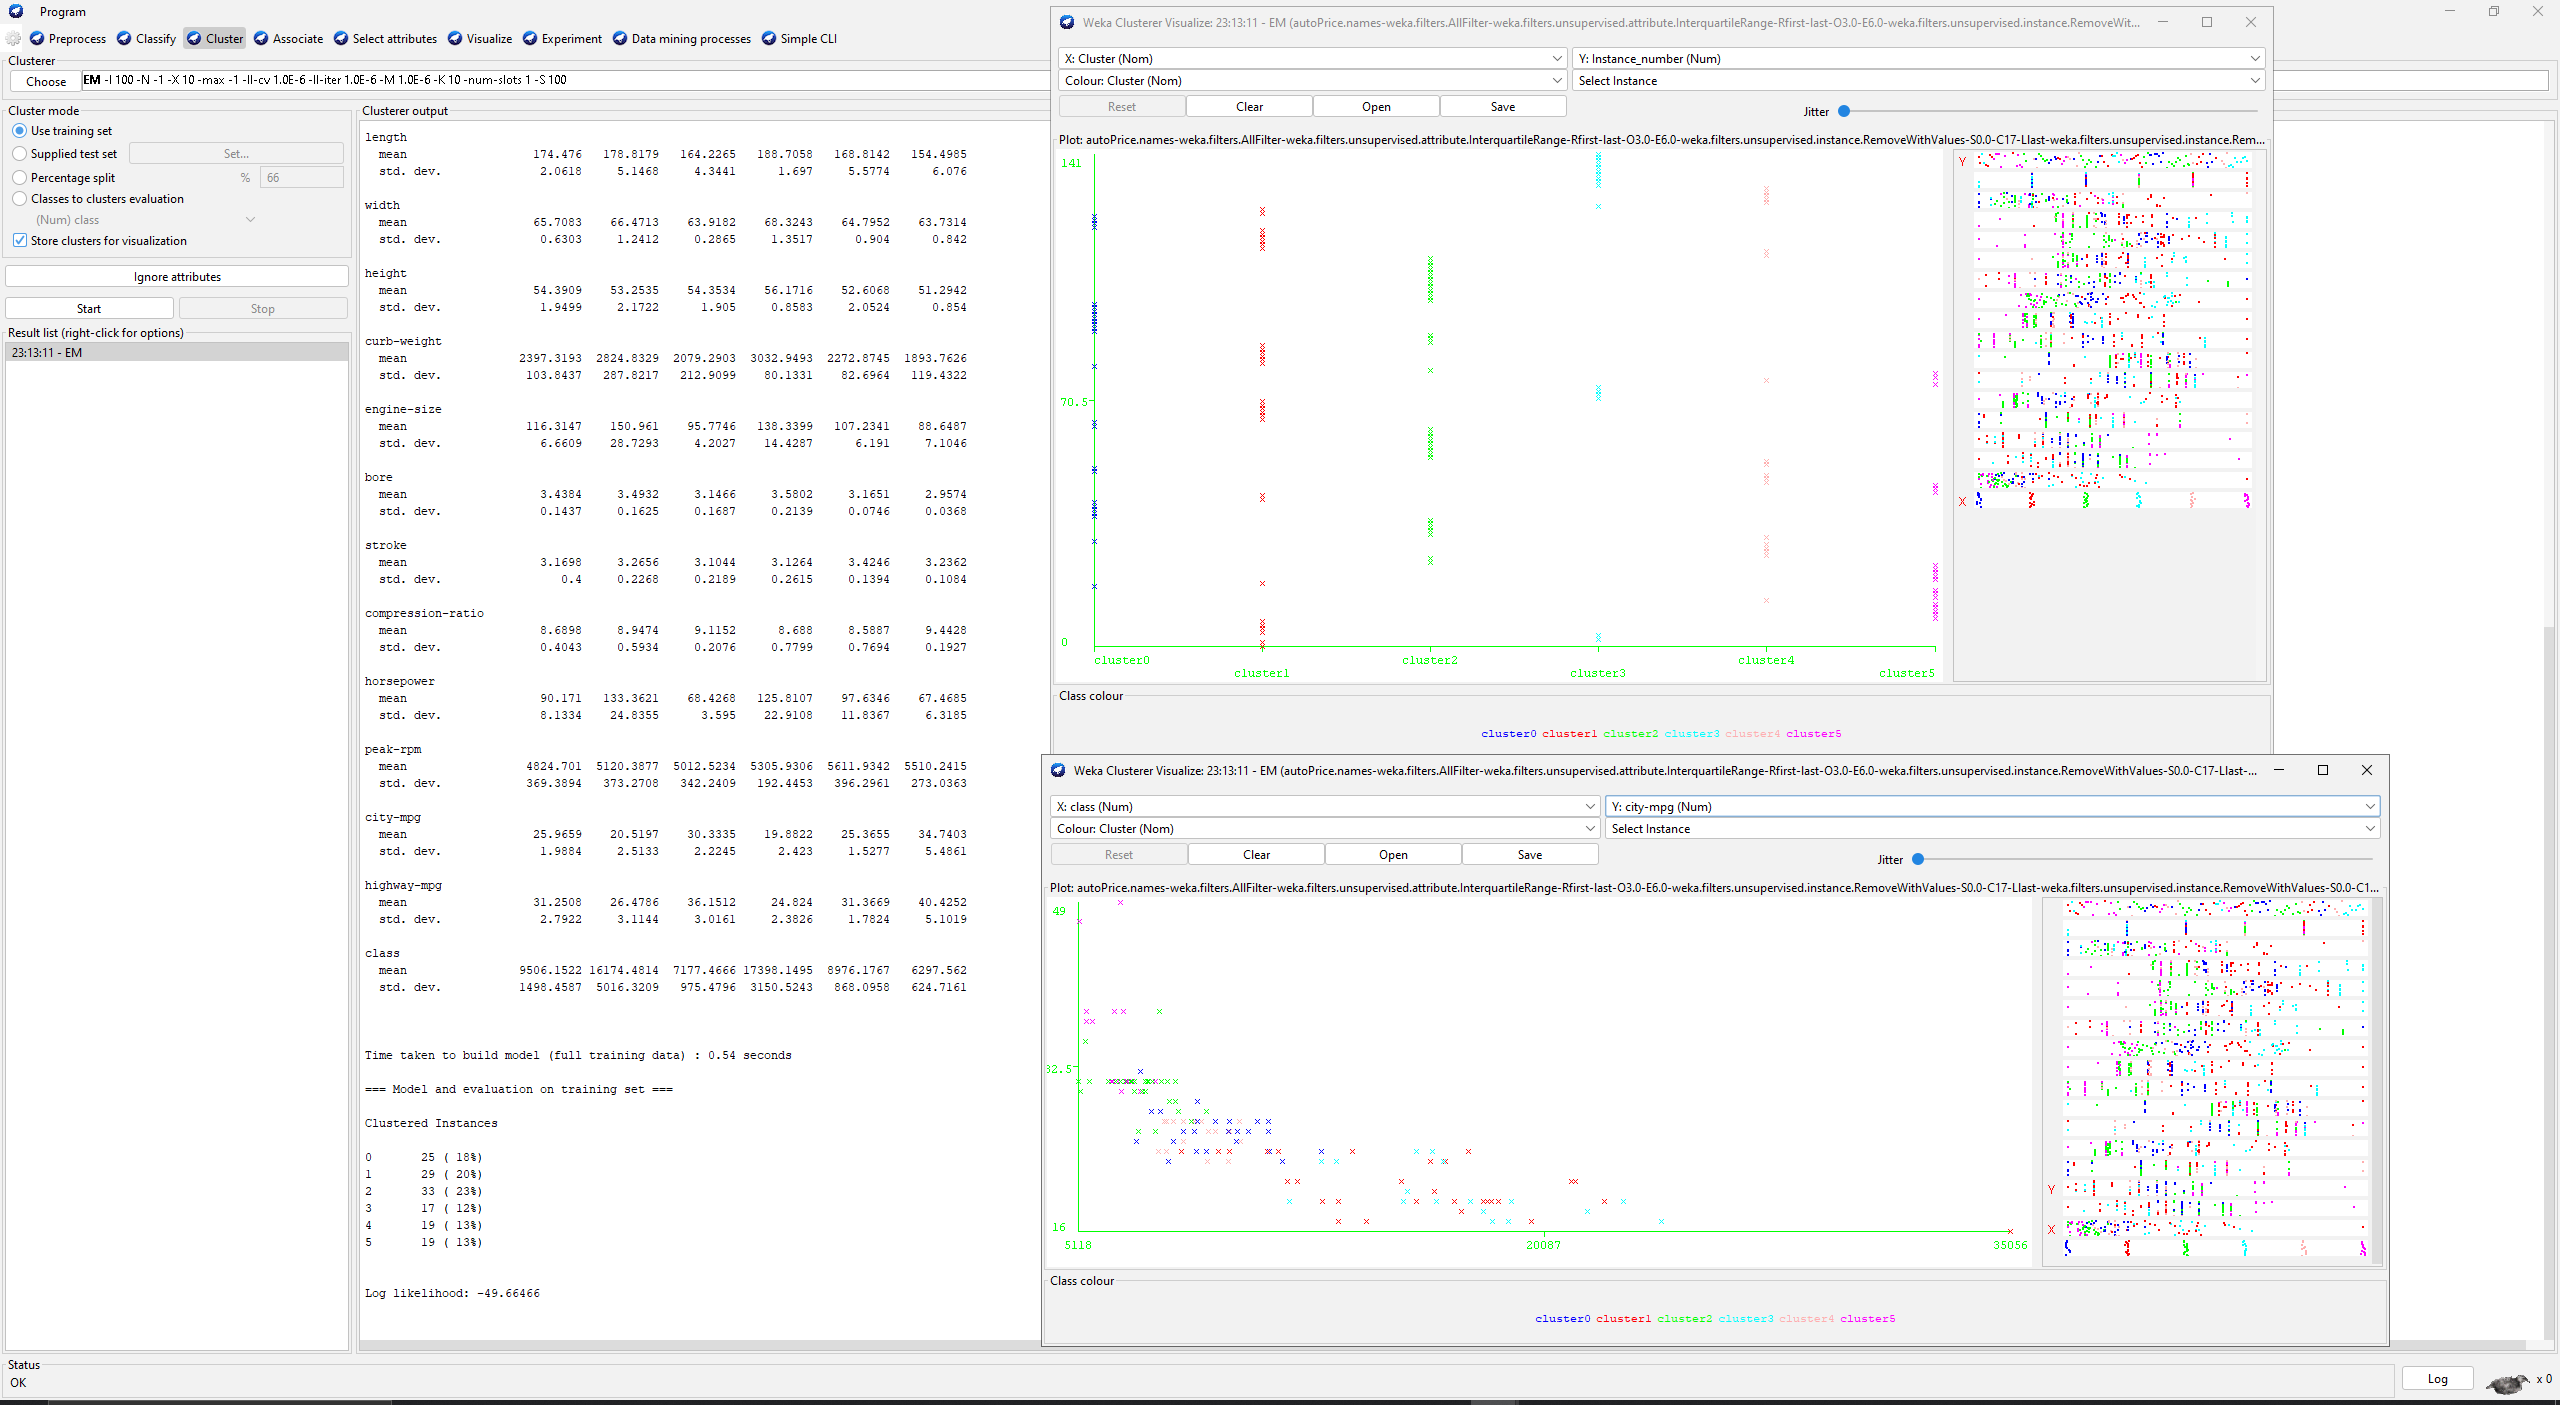 Program
Preprocess Classify Cluster Associate Select attributes Visualize Experiment Data mining processes Simple CLI
Clusterer
Choose EM -I 100 -N -1 -X 10 -max -1 -ll-cv 1.0E-6 -ll-iter 1.0E-6 -M 1.0E-6 -K 10 -num-slots 1 -S 100
Cluster mode
Use training set
Supplied test set Set...
Percentage split % 66
Classes to clusters evaluation
(Num) class
Store clusters for visualization
Ignore attributes
Start Stop
Result list (right-click for options)
23:13:11 - EM
Clusterer output
length
mean 174.476 178.8179 164.2265 188.7058 168.8142 154.4985
std. dev. 2.0618 5.1468 4.3441 1.697 5.5774 6.076
width
mean 65.7083 66.4713 63.9182 68.3243 64.7952 63.7314
std. dev. 0.6303 1.2412 0.2865 1.3517 0.904 0.842
height
mean 54.3909 53.2535 54.3534 56.1716 52.6068 51.2942
std. dev. 1.9499 2.1722 1.905 0.8583 2.0524 0.854
curb-weight
mean 2397.3193 2824.8329 2079.2903 3032.9493 2272.8745 1893.7626
std. dev. 103.8437 287.8217 212.9099 80.1331 82.6964 119.4322
engine-size
mean 116.3147 150.961 95.7746 138.3399 107.2341 88.6487
std. dev. 6.6609 28.7293 4.2027 14.4287 6.191 7.1046
bore
mean 3.4384 3.4932 3.1466 3.5802 3.1651 2.9574
std. dev. 0.1437 0.1625 0.1687 0.2139 0.0746 0.0368
stroke
mean 3.1698 3.2656 3.1044 3.1264 3.4246 3.2362
std. dev. 0.4 0.2268 0.2189 0.2615 0.1394 0.1084
compression-ratio
mean 8.6898 8.9474 9.1152 8.688 8.5887 9.4428
std. dev. 0.4043 0.5934 0.2076 0.7799 0.7694 0.1927
horsepower
mean 90.171 133.3621 68.4268 125.8107 97.6346 67.4685
std. dev. 8.1334 24.8355 3.595 22.9108 11.8367 6.3185
peak-rpm
mean 4824.701 5120.3877 5012.5234 5305.9306 5611.9342 5510.2415
std. dev. 369.3894 373.2708 342.2409 192.4453 396.2961 273.0363
city-mpg
mean 25.9659 20.5197 30.3335 19.8822 25.3655 34.7403
std. dev. 1.9884 2.5133 2.2245 2.423 1.5277 5.4861
highway-mpg
mean 31.2508 26.4786 36.1512 24.824 31.3669 40.4252
std. dev. 2.7922 3.1144 3.0161 2.3826 1.7824 5.1019
class
mean 9506.1522 16174.4814 7177.4666 17398.1495 8976.1767 6297.562
std. dev. 1498.4587 5016.3209 975.4796 3150.5243 868.0958 624.7161
Time taken to build model (full training data) : 0.54 seconds
=== Model and evaluation on training set ===
Clustered Instances
0 25 ( 18%)
1 29 ( 20%)
2 33 ( 23%)
3 17 ( 12%)
4 19 ( 13%)
5 19 ( 13%)
Log likelihood: -49.66466
Weka Clusterer Visualize: 23:13:11 - EM (autoPrice.names-weka.filters.AllFilter-weka.filters.unsupervised.attribute.InterquartileRange-Rfirst-last-O3.0-E6.0-weka.filters.unsupervised.instance.RemoveWit...
X: Cluster (Nom) Y: Instance_number (Num)
Colour: Cluster (Nom) Select Instance
Reset Clear Open Save Jitter
Plot: autoPrice.names-weka.filters.AllFilter-weka.filters.unsupervised.attribute.InterquartileRange-Rfirst-last-O3.0-E6.0-weka.filters.unsupervised.instance.RemoveWithValues-S0.0-C17-Llast-weka.filters.unsupervised.instance.Rem...
141
70.5
0
cluster0 cluster1 cluster2 cluster3 cluster4 cluster5
Y
X
Class colour
cluster0 cluster1 cluster2 cluster3 cluster4 cluster5
Weka Clusterer Visualize: 23:13:11 - EM (autoPrice.names-weka.filters.AllFilter-weka.filters.unsupervised.attribute.InterquartileRange-Rfirst-last-O3.0-E6.0-weka.filters.unsupervised.instance.RemoveWithValues-S0.0-C17-Llast-...
X: class (Num) Y: city-mpg (Num)
Colour: Cluster (Nom) Select Instance
Reset Clear Open Save Jitter
Plot: autoPrice.names-weka.filters.AllFilter-weka.filters.unsupervised.attribute.InterquartileRange-Rfirst-last-O3.0-E6.0-weka.filters.unsupervised.instance.RemoveWithValues-S0.0-C17-Llast-weka.filters.unsupervised.instance.RemoveWithValues-S0.0-C1...
49
32.5
16
5118 20087 35056
Y
X
Class colour
cluster0 cluster1 cluster2 cluster3 cluster4 cluster5
Status
OK
Log x 0